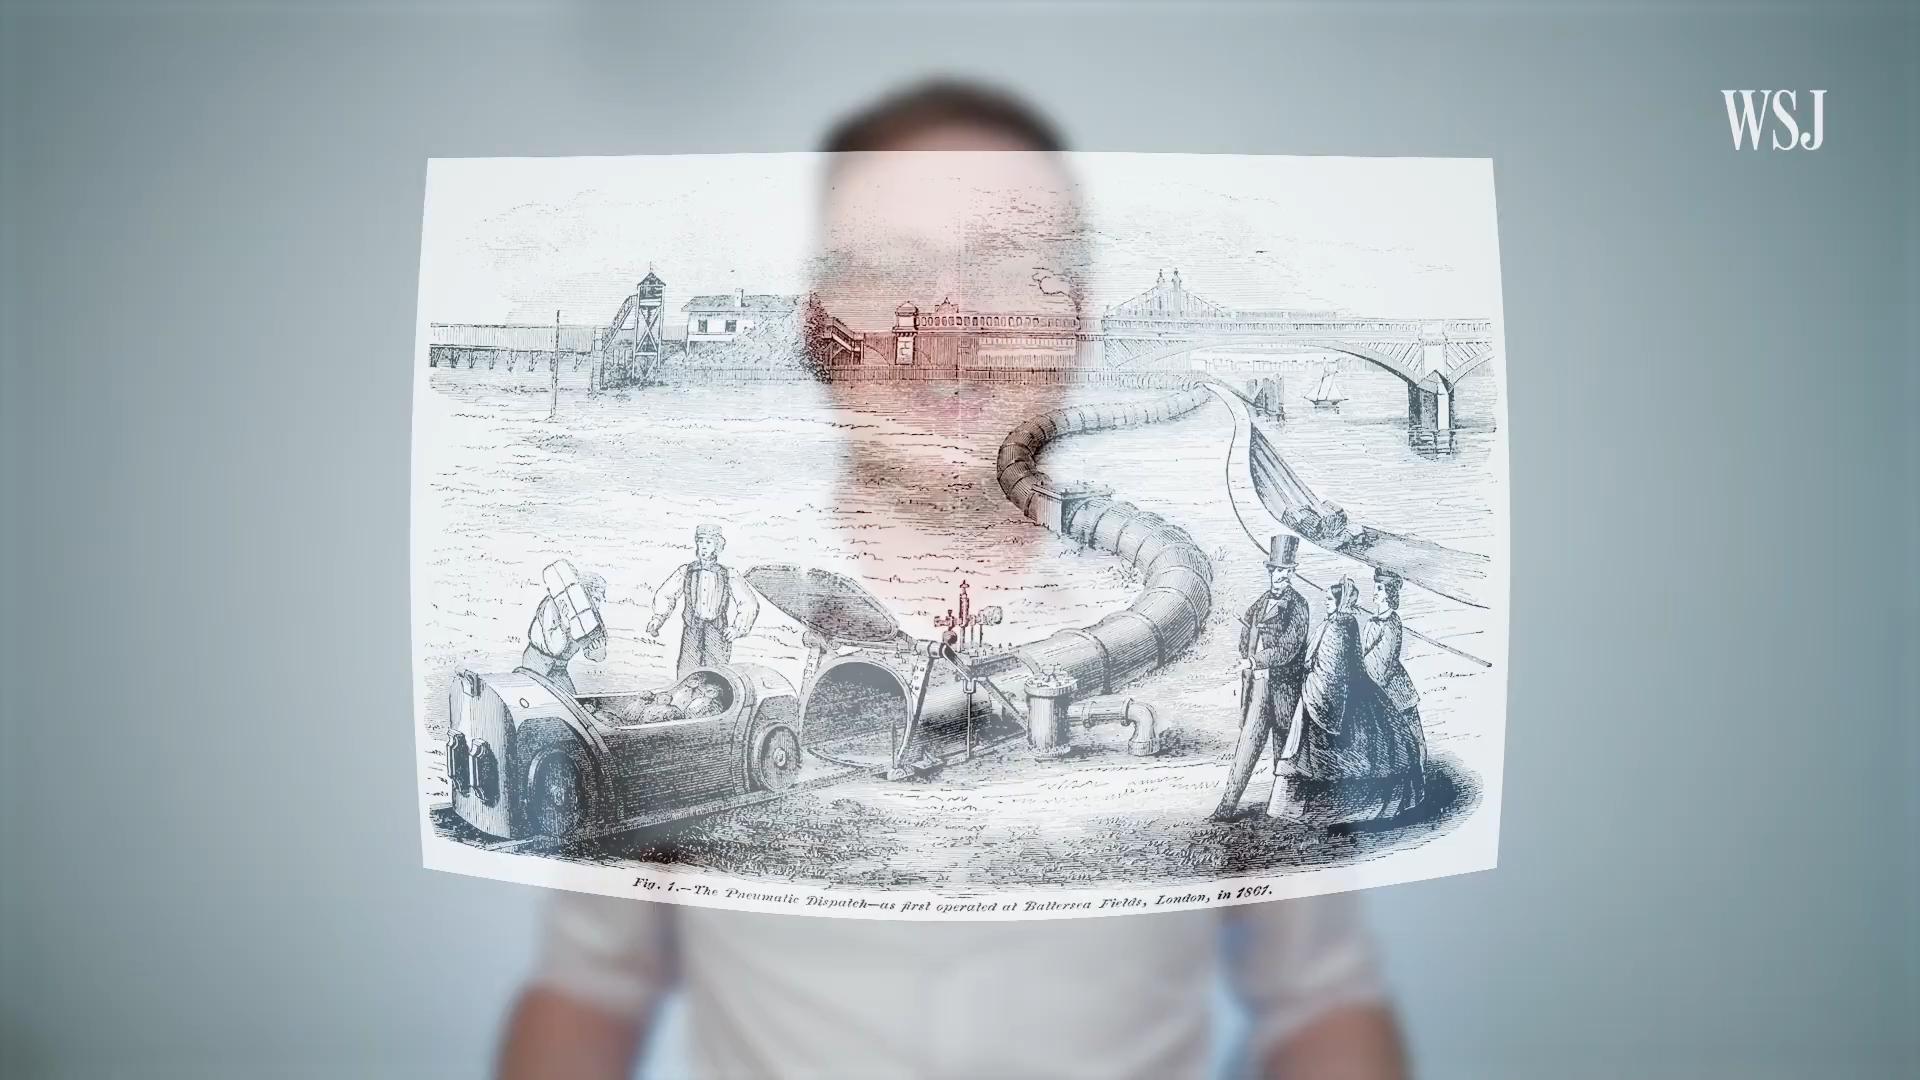 WSJ
Fig. 1.—The Pneumatic Dispatch—as first operated at Battersea Fields, London, in 1861.